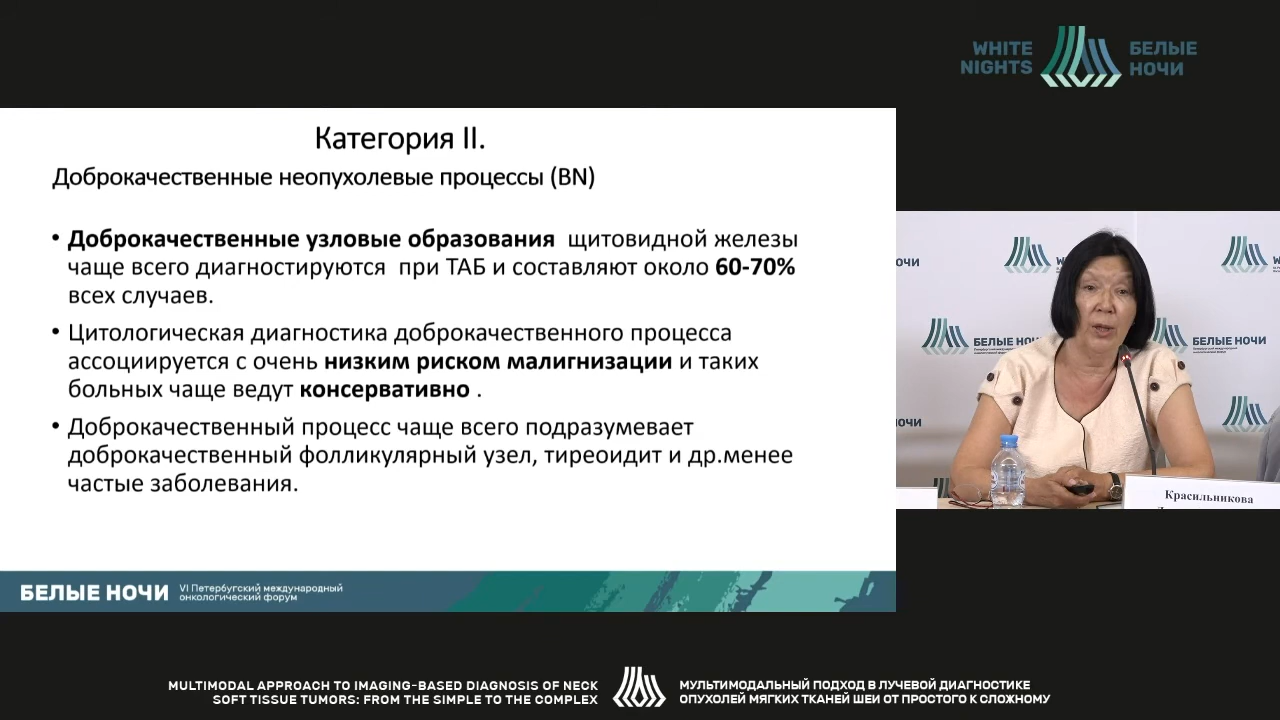 WHITE
NIGHTS
БЕЛЫЕ
НОЧИ
Категория II.
Доброкачественные неопухолевые процессы (BN)
• Доброкачественные узловые образования щитовидной железы
чаще всего диагностируются при ТАБ и составляют около 60-70%
всех случаев.
• Цитологическая диагностика доброкачественного процесса
ассоциируется с очень низким риском малигнизации и таких
больных чаще ведут консервативно .
• Доброкачественный процесс чаще всего подразумевает
доброкачественный фолликулярный узел, тиреоидит и др.менее
частые заболевания.
БЕЛЫЕ НОЧИ
VI Петербургский международный
онкологический форум
БЕЛЫЕ НОЧИ
Красильникова
MULTIMODAL APPROACH TO IMAGING-BASED DIAGNOSIS OF NECK
SOFT TISSUE TUMORS: FROM THE SIMPLE TO THE COMPLEX
МУЛЬТИМОДАЛЬНЫЙ ПОДХОД В ЛУЧЕВОЙ ДИАГНОСТИКЕ
ОПУХОЛЕЙ МЯГКИХ ТКАНЕЙ ШЕИ ОТ ПРОСТОГО К СЛОЖНОМУ